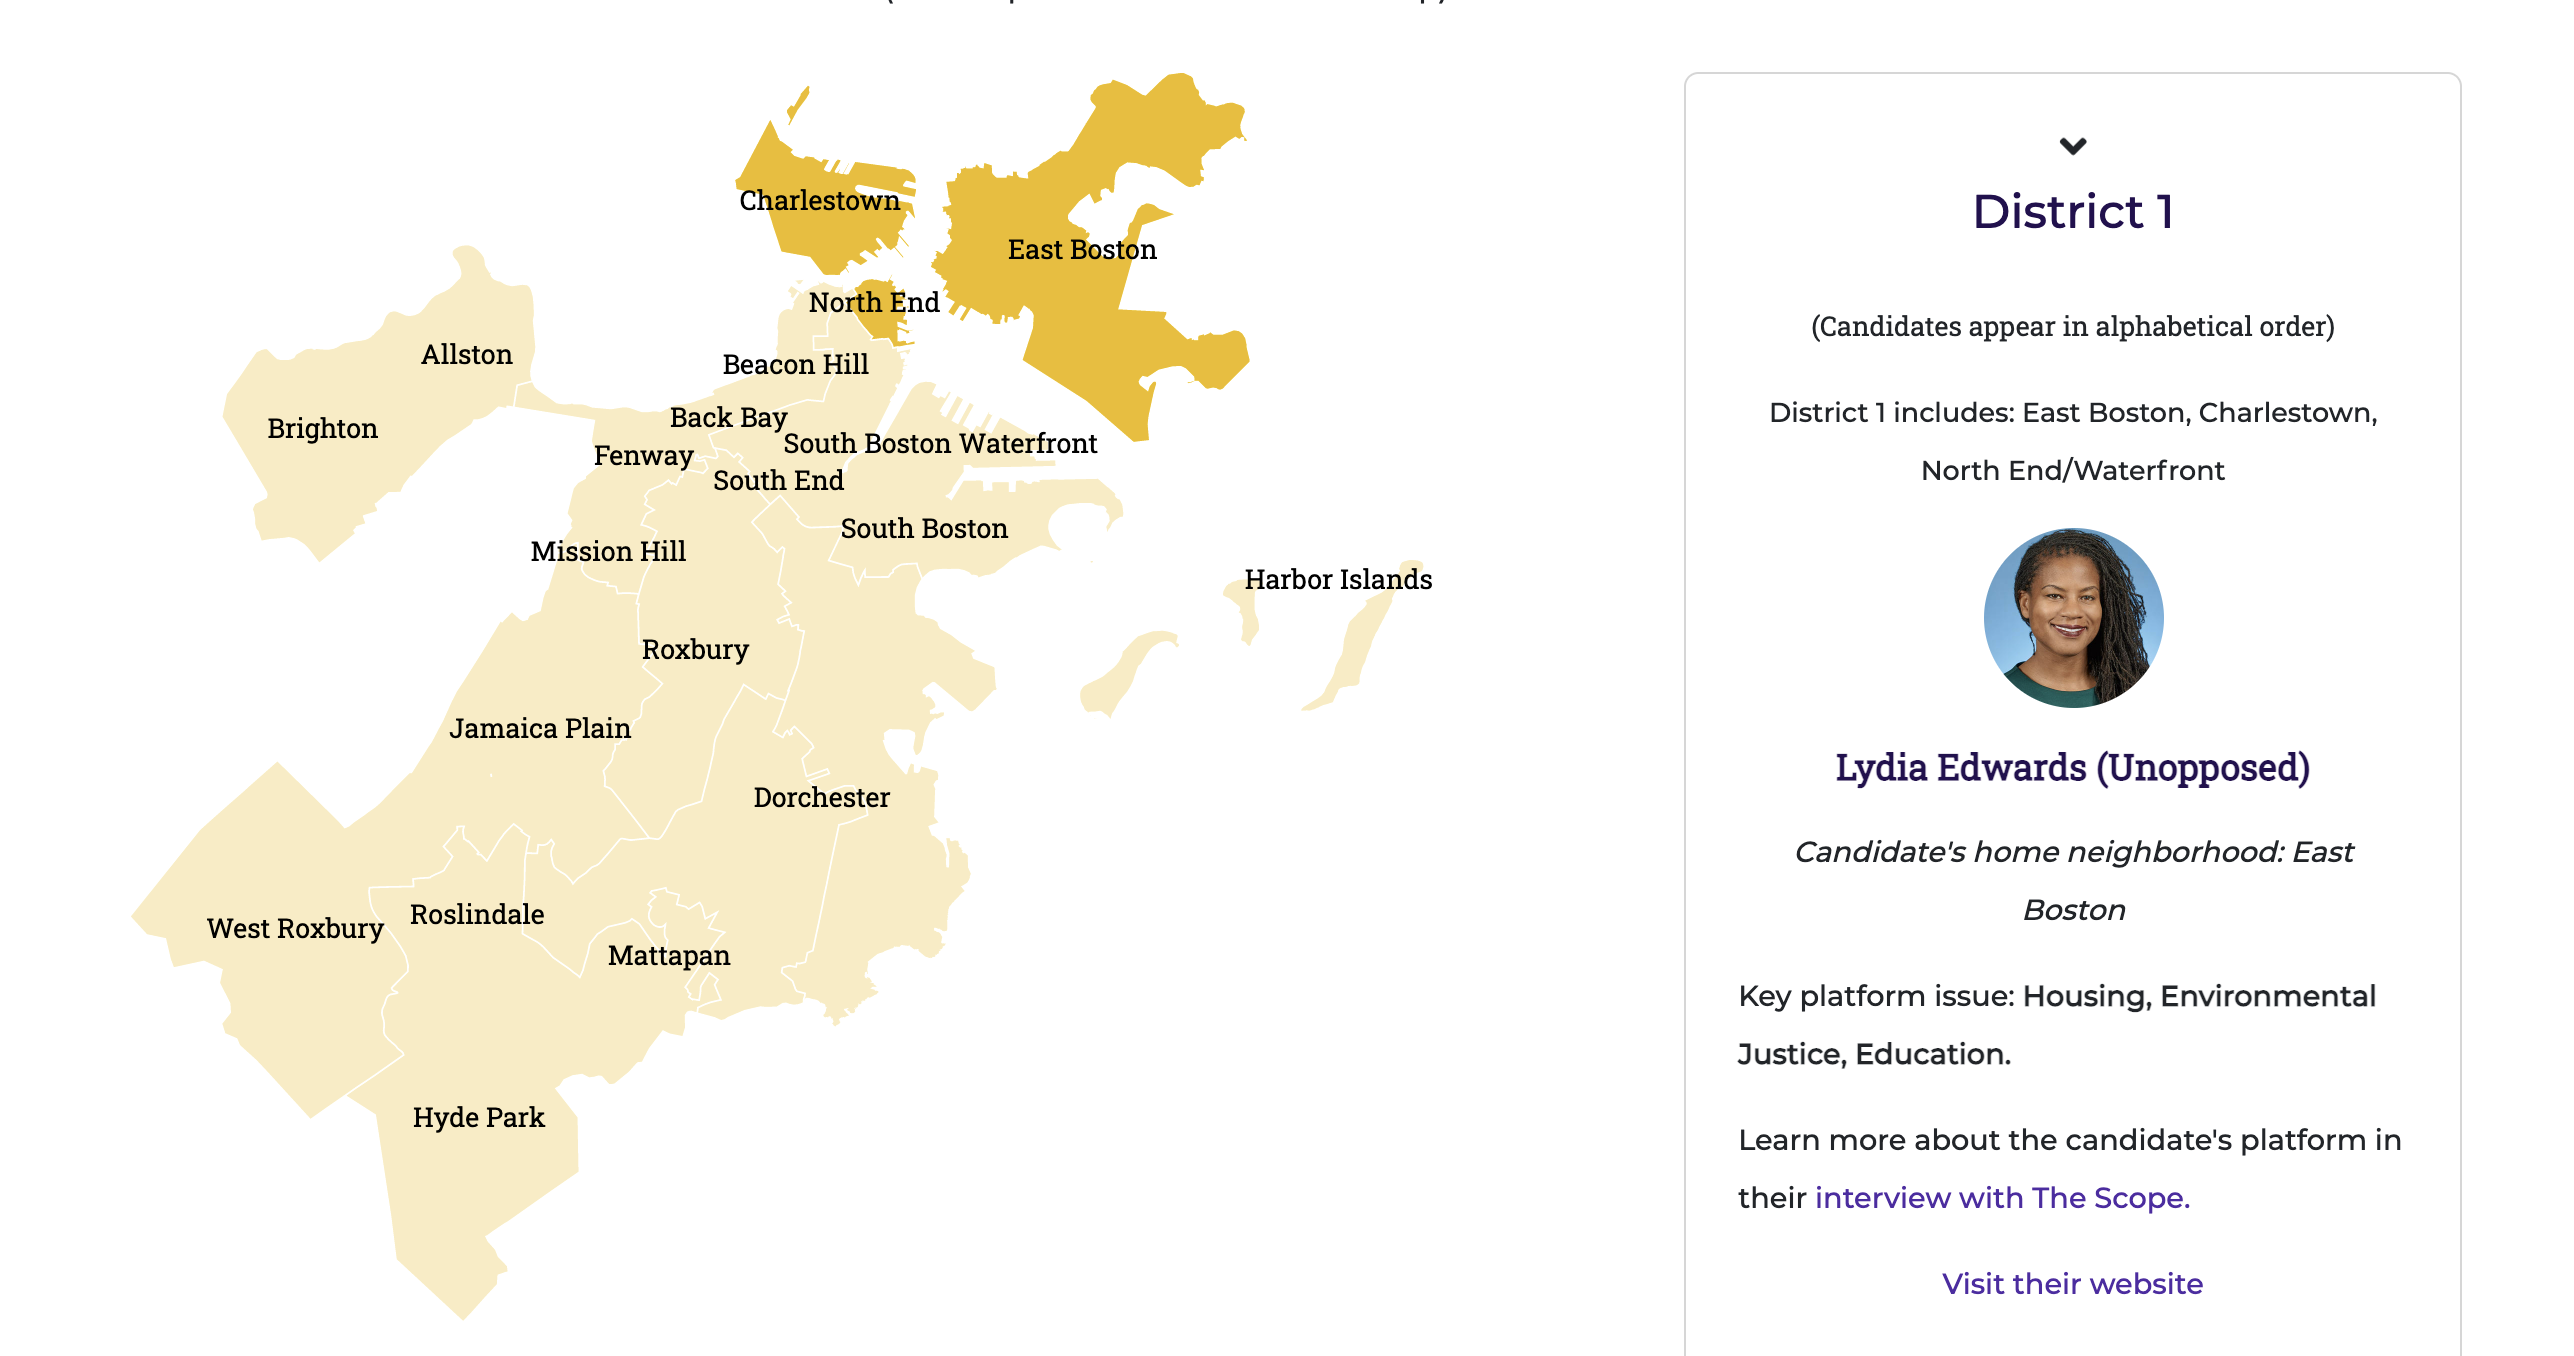 Charlestown
East Boston
North End
Allston
Beacon Hill
Back Bay
Brighton
South Boston Waterfront
Fenway
South End
South Boston
Mission Hill
Harbor Islands
Roxbury
Jamaica Plain
Dorchester
Roslindale
West Roxbury
Mattapan
Hyde Park
District 1
(Candidates appear in alphabetical order)
District 1 includes: East Boston, Charlestown,
North End/Waterfront
Lydia Edwards (Unopposed)
Candidate's home neighborhood: East
Boston
Key platform issue: Housing, Environmental
Justice, Education.
Learn more about the candidate's platform in
their interview with The Scope.
Visit their website